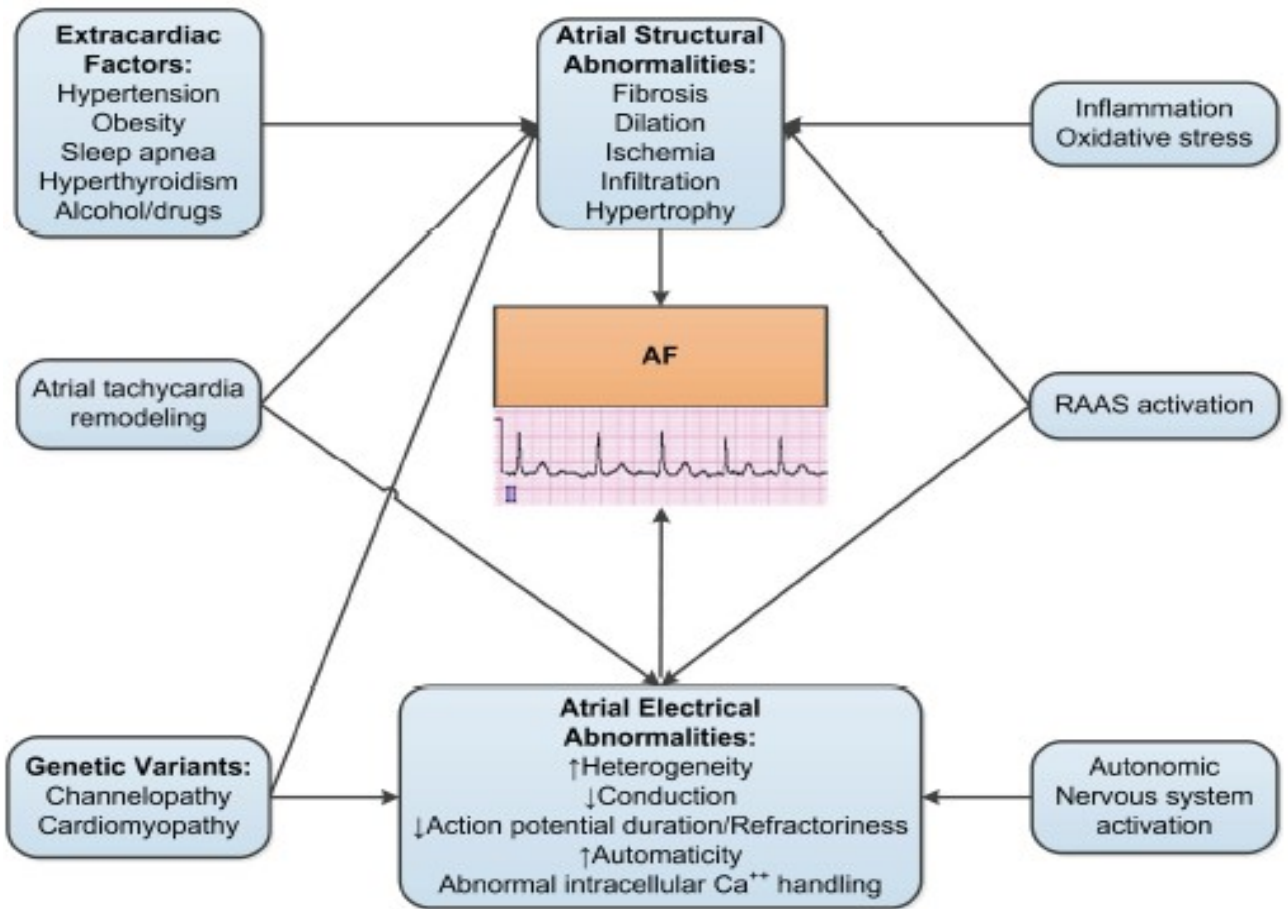 Extracardiac
Factors:
Hypertension
Obesity
Sleep apnea
Hyperthyroidism
Alcohol/drugs
Atrial Structural
Abnormalities:
Fibrosis
Dilation
Ischemia
Infiltration
Hypertrophy
Inflammation
Oxidative stress
Atrial tachycardia
remodeling
AF
RAAS activation
II
Genetic Variants:
Channelopathy
Cardiomyopathy
Atrial Electrical
Abnormalities:
↑Heterogeneity
↓Conduction
↓Action potential duration/Refractoriness
↑Automaticity
Abnormal intracellular Ca⁺⁺ handling
Autonomic
Nervous system
activation